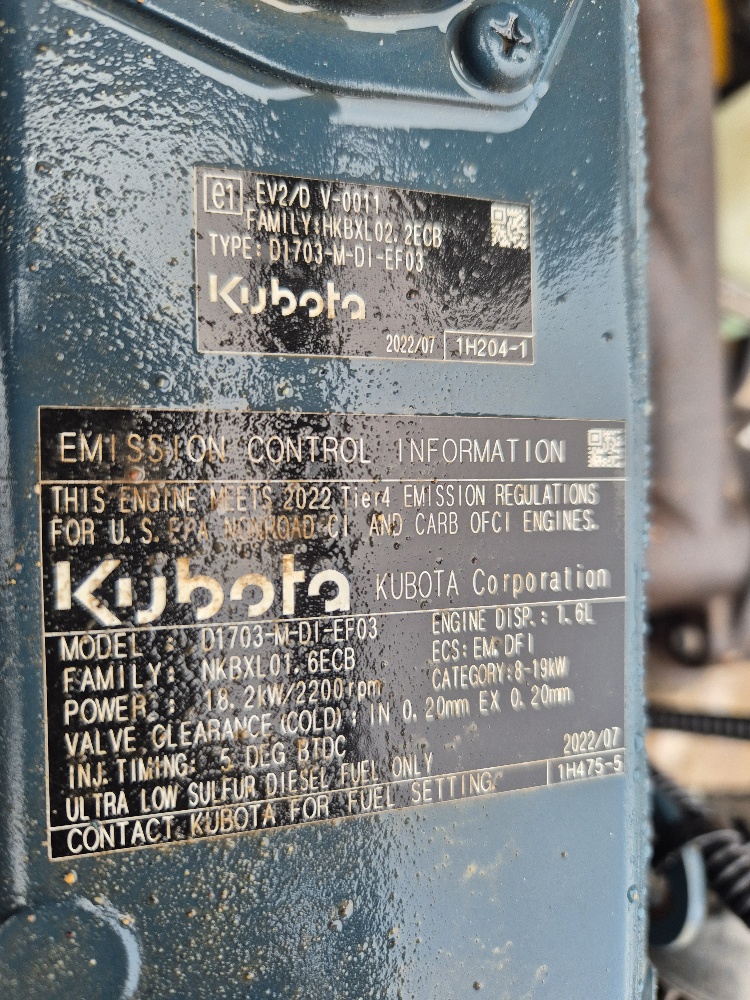 e1 EV2/D V-0011
FAMILY:HKBXL02.2ECB
TYPE: D1703-M-DI-EF03
Kubota
2022/07 1H204-1
EMISSION CONTROL INFORMATION
THIS ENGINE MEETS 2022 Tier4 EMISSION REGULATIONS
FOR U.S. EPA NONROAD CI AND CARB OFCI ENGINES.
Kubota KUBOTA Corporation
MODEL : D1703-M-DI-EF03 ENGINE DISP.: 1.6L
FAMILY: NKBXL01.6ECB ECS: EM DFI
POWER : 18.2kW/2200rpm CATEGORY:8-19kW
VALVE CLEARANCE (COLD) : IN 0.20mm EX 0.20mm
INJ.TIMING: 5 DEG BTDC
ULTRA LOW SULFUR DIESEL FUEL ONLY 2022/07
CONTACT KUBOTA FOR FUEL SETTING. 1H475-5